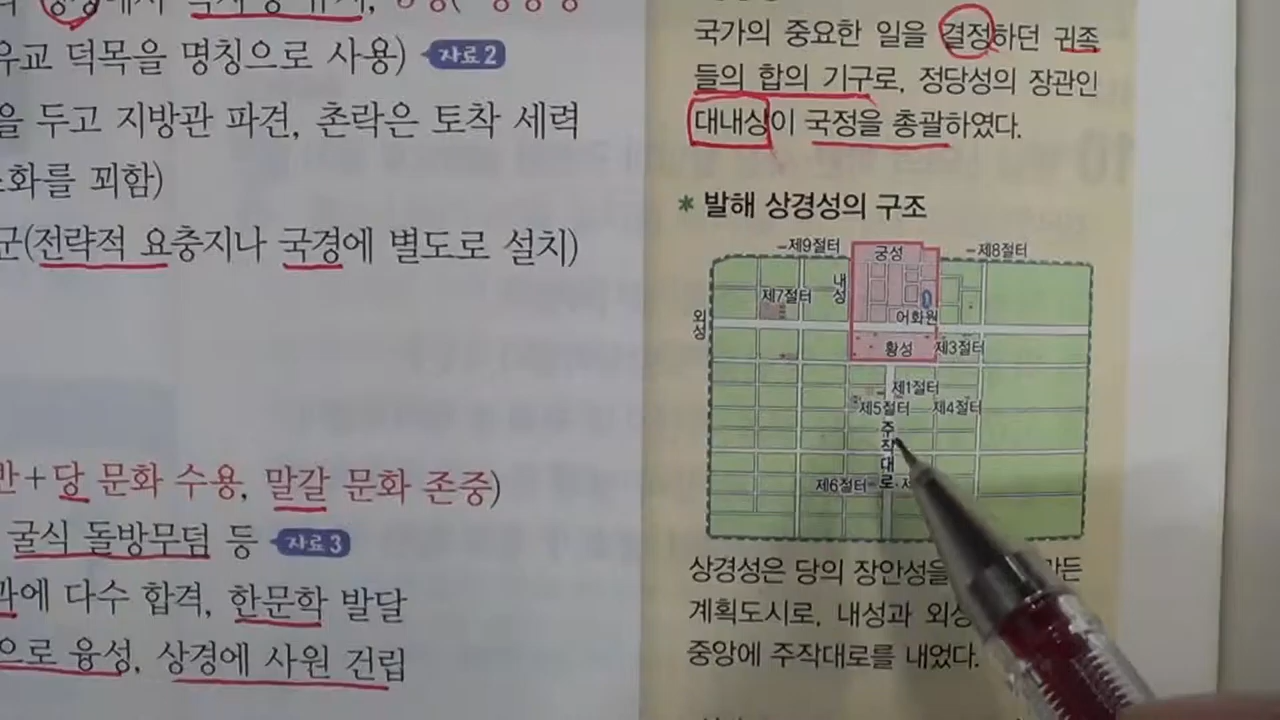 우교 덕목을 명칭으로 사용) 자료2
을 두고 지방관 파견, 촌락은 토착 세력
화를 꾀함)
군(전략적 요충지나 국경에 별도로 설치)
반+당 문화 수용, 말갈 문화 존중)
굴식 돌방무덤 등 자료3
과에 다수 합격, 한문학 발달
으로 융성, 상경에 사원 건립
국가의 중요한 일을 결정하던 귀족
들의 합의 기구로, 정당성의 장관인
대내상이 국정을 총괄하였다.
* 발해 상경성의 구조
제9절터
궁성
제8절터
내성
제7절터
외성
어화원
황성
제3절터
제1절터
제5절터
제4절터
주작대로
제6절터
상경성은 당의 장안성을 만든
계획도시로, 내성과 외성
중앙에 주작대로를 내었다.